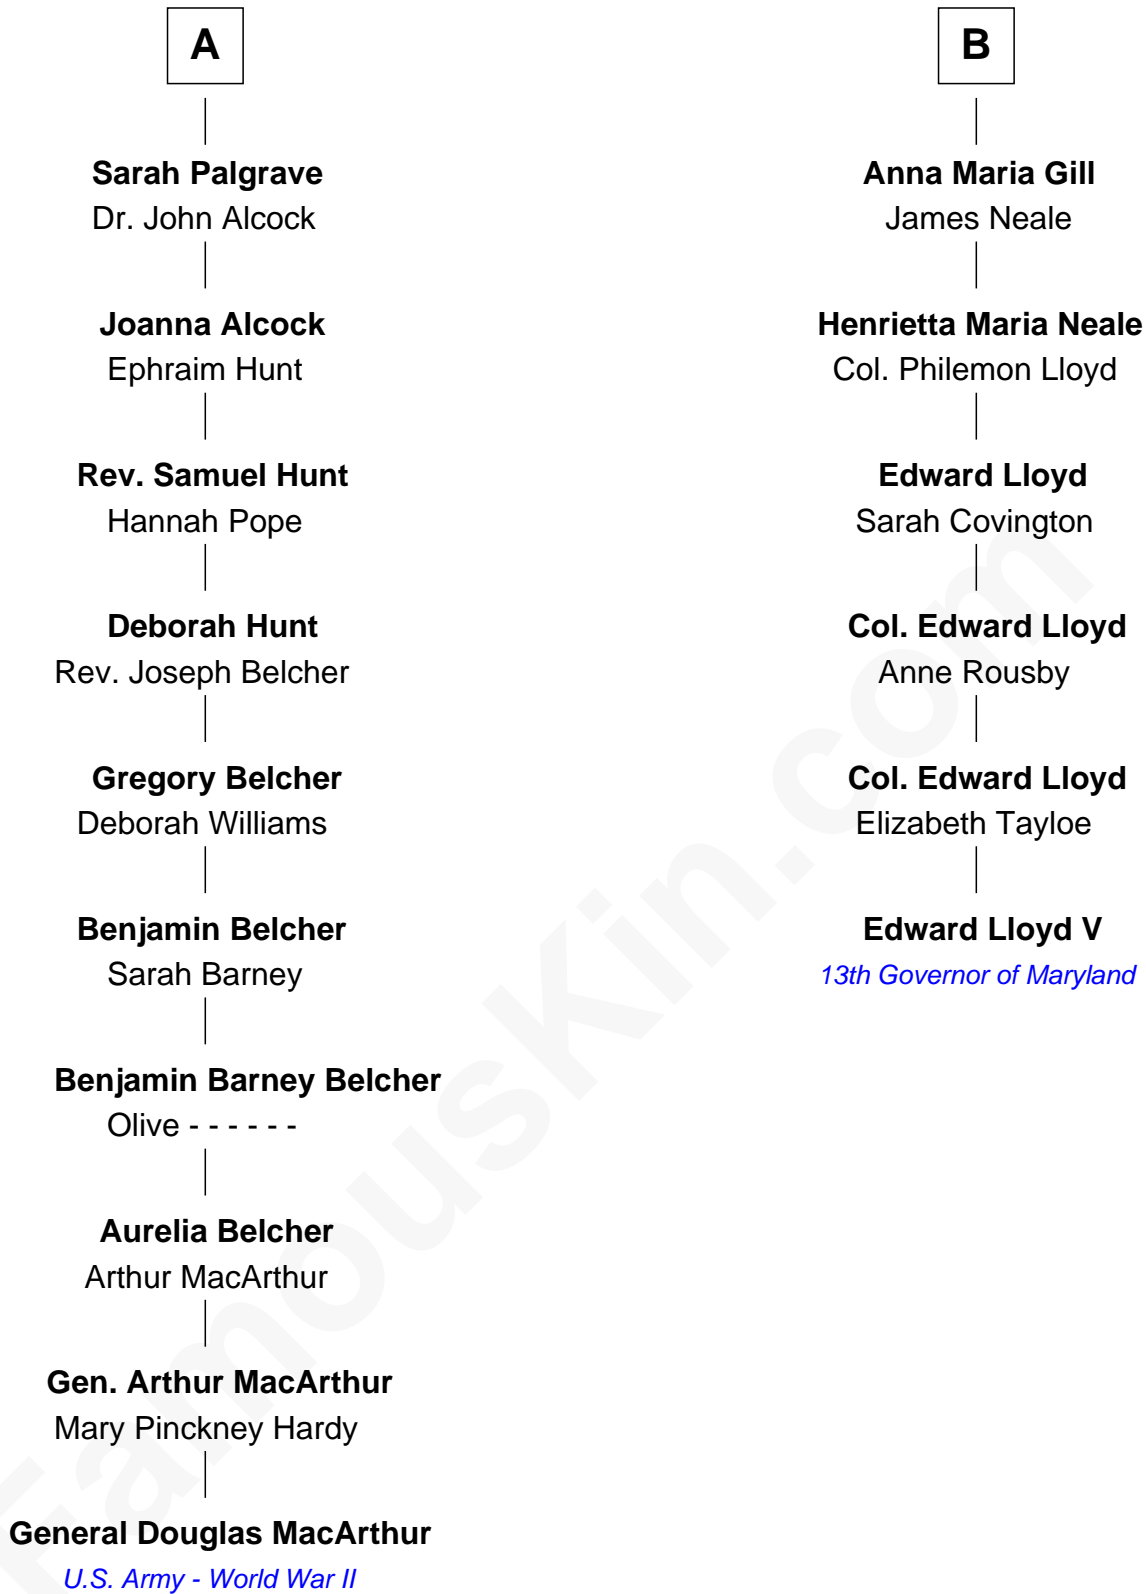 A
Sarah Palgrave
Dr. John Alcock
Joanna Alcock
Ephraim Hunt
Rev. Samuel Hunt
Hannah Pope
Deborah Hunt
Rev. Joseph Belcher
Gregory Belcher
Deborah Williams
Benjamin Belcher
Sarah Barney
Benjamin Barney Belcher
Olive - - - - - -
Aurelia Belcher
Arthur MacArthur
Gen. Arthur MacArthur
Mary Pinckney Hardy
General Douglas MacArthur
U.S. Army - World War II
B
Anna Maria Gill
James Neale
Henrietta Maria Neale
Col. Philemon Lloyd
Edward Lloyd
Sarah Covington
Col. Edward Lloyd
Anne Rousby
Col. Edward Lloyd
Elizabeth Tayloe
Edward Lloyd V
13th Governor of Maryland
FamousKin.com